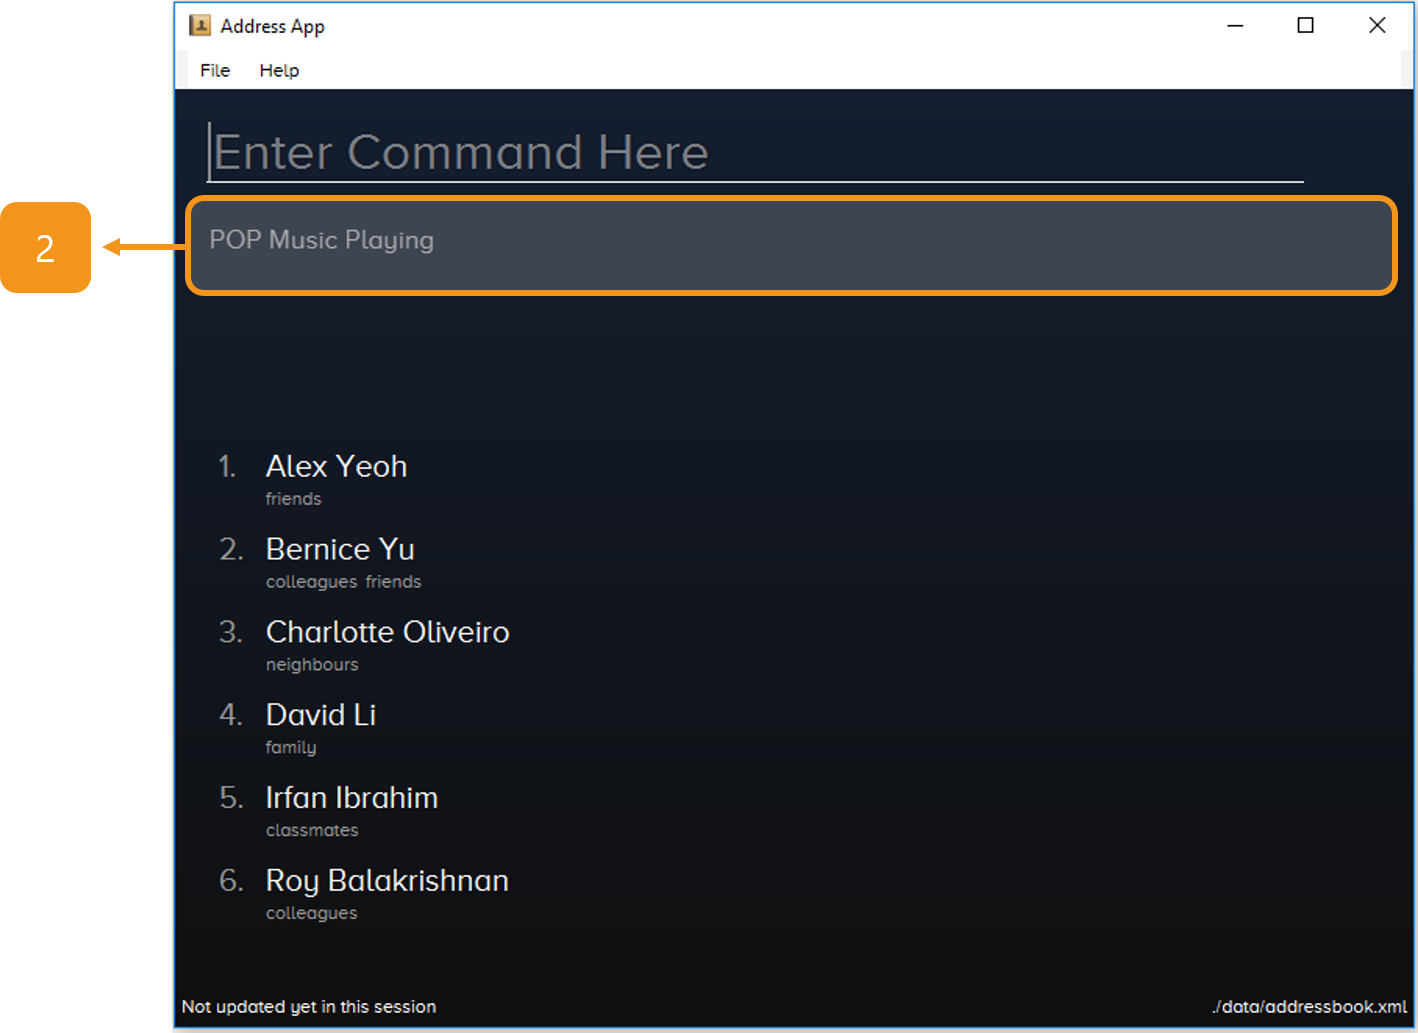 Address App
File Help
Enter Command Here
2
POP Music Playing
1. Alex Yeoh
friends
2. Bernice Yu
colleagues friends
3. Charlotte Oliveiro
neighbours
4. David Li
family
5. Irfan Ibrahim
classmates
6. Roy Balakrishnan
colleagues
Not updated yet in this session
./data/addressbook.xml